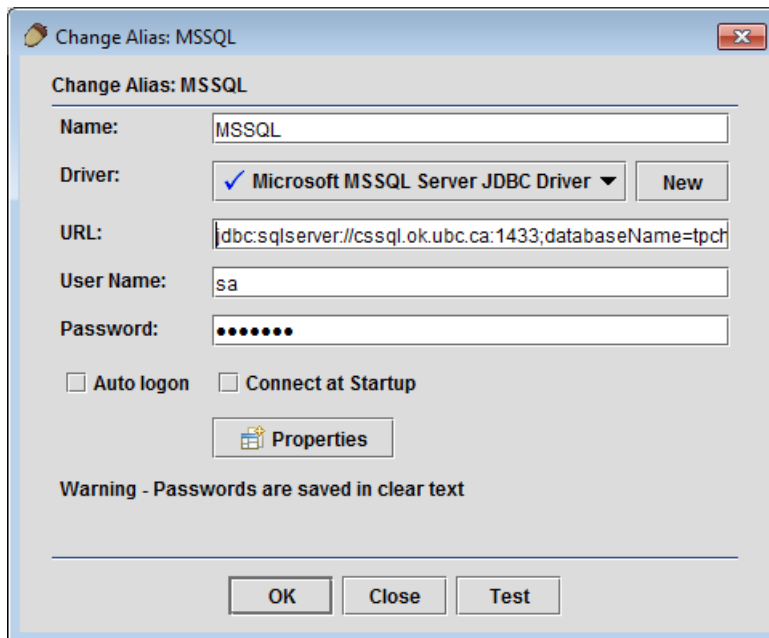 Change Alias: MSSQL
Change Alias: MSSQL
Name: MSSQL
Driver: Microsoft MSSQL Server JDBC Driver New
URL: jdbc:sqlserver://cssql.ok.ubc.ca:1433;databaseName=tpch
User Name: sa
Password: •••••••
Auto logon Connect at Startup
Properties
Warning - Passwords are saved in clear text
OK Close Test